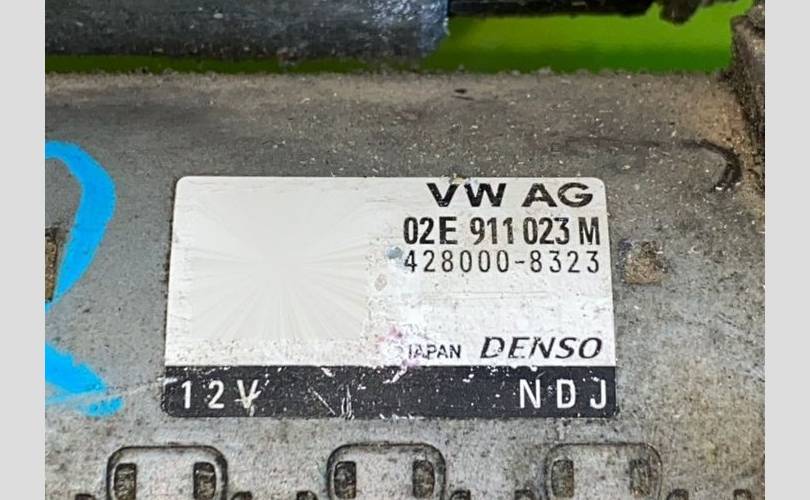 VW AG
02E 911 023 M
428000-8323
JAPAN DENSO
12V NDJ